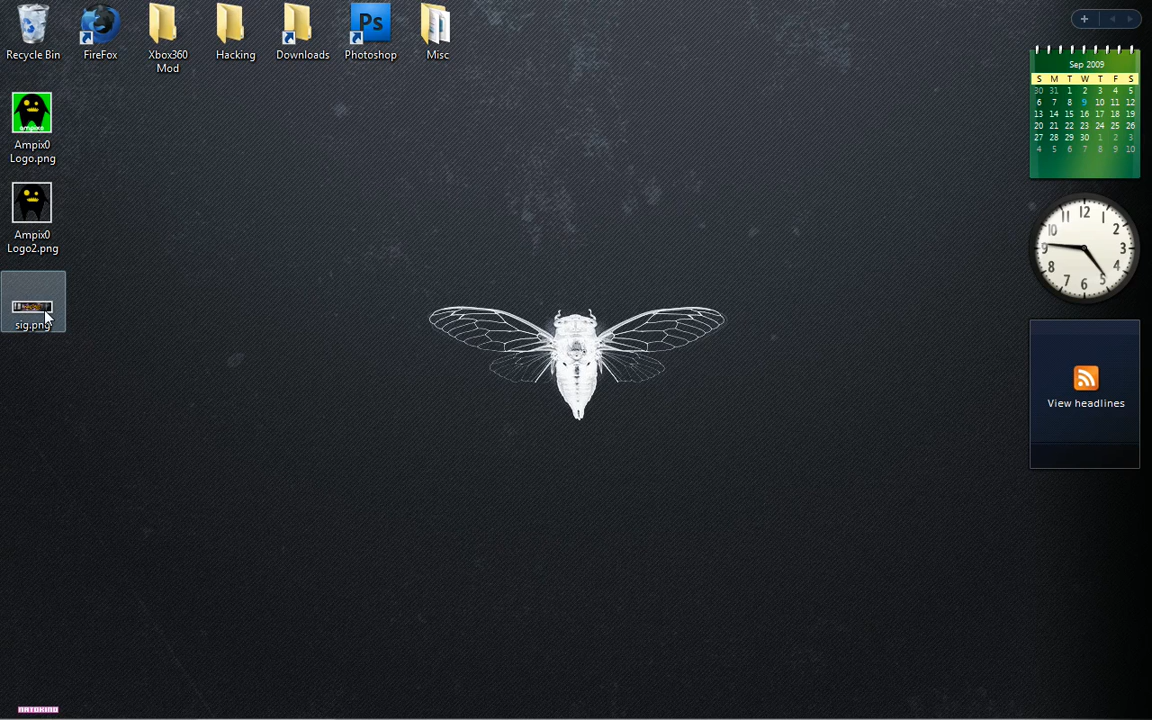 Recycle Bin
FireFox
Xbox360
Mod
Hacking
Downloads
Ps
Photoshop
Misc
ampix0
Ampix0
Logo.png
Ampix0
Logo2.png
sig.png
Sep 2009
S M T W T F S
30 31 1 2 3 4 5
6 7 8 9 10 11 12
13 14 15 16 17 18 19
20 21 22 23 24 25 26
27 28 29 30 1 2 3
4 5 6 7 8 9 10
12
1
2
3
4
5
6
7
8
9
10
11
View headlines